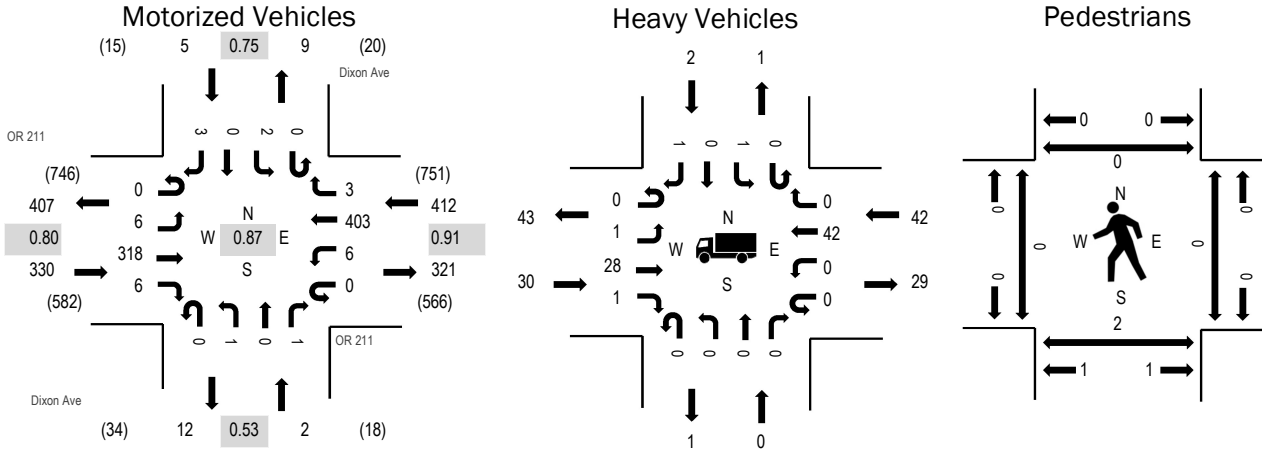 Motorized Vehicles
(15) 5 0.75 9 (20)
Dixon Ave
OR 211
3 0 2 0
(746) 0 3 (751)
407 6 403 412
0.80 W N 0.87 E S 0.91
330 318 6 321
(582) 6 0 (566)
0 1 0 1
OR 211
Dixon Ave
(34) 12 0.53 2 (18)
Heavy Vehicles
2 1
1 0 1 0
0 0
43 1 N 42 42
W E
30 28 S 0 29
1 0
0 0 0 0
1 0
Pedestrians
0 0
0
0 0 N 0 0
W E
0 S 0
2
1 1